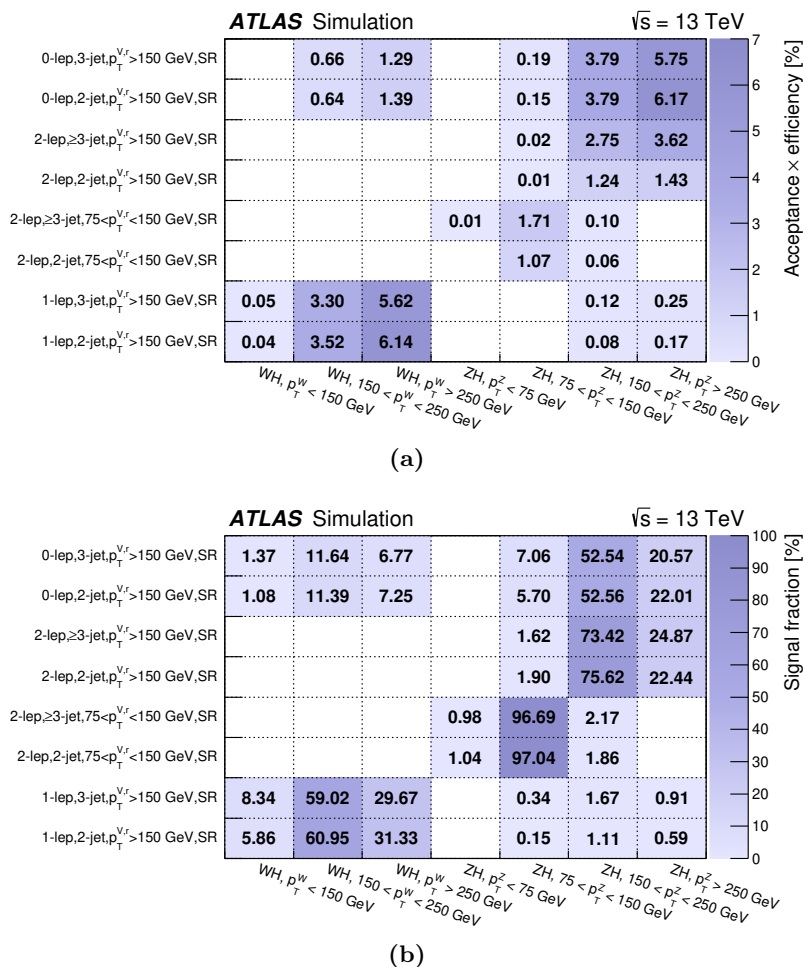 ATLAS Simulation √s = 13 TeV
0-lep,3-jet,p_T^{V,r}>150 GeV,SR 0.66 1.29 0.19 3.79 5.75
0-lep,2-jet,p_T^{V,r}>150 GeV,SR 0.64 1.39 0.15 3.79 6.17
2-lep,≥3-jet,p_T^{V,r}>150 GeV,SR 0.02 2.75 3.62
2-lep,2-jet,p_T^{V,r}>150 GeV,SR 0.01 1.24 1.43
2-lep,≥3-jet,75<p_T^{V,r}<150 GeV,SR 0.01 1.71 0.10
2-lep,2-jet,75<p_T^{V,r}<150 GeV,SR 1.07 0.06
1-lep,3-jet,p_T^{V,r}>150 GeV,SR 0.05 3.30 5.62 0.12 0.25
1-lep,2-jet,p_T^{V,r}>150 GeV,SR 0.04 3.52 6.14 0.08 0.17
WH, p_T^W < 150 GeV
WH, 150 < p_T^W < 250 GeV
WH, p_T^W > 250 GeV
ZH, p_T^Z < 75 GeV
ZH, 75 < p_T^Z < 150 GeV
ZH, 150 < p_T^Z < 250 GeV
ZH, p_T^Z > 250 GeV
7
6
5
4
3
2
1
0
Acceptance × efficiency [%]
(a)
ATLAS Simulation √s = 13 TeV
0-lep,3-jet,p_T^{V,r}>150 GeV,SR 1.37 11.64 6.77 7.06 52.54 20.57
0-lep,2-jet,p_T^{V,r}>150 GeV,SR 1.08 11.39 7.25 5.70 52.56 22.01
2-lep,≥3-jet,p_T^{V,r}>150 GeV,SR 1.62 73.42 24.87
2-lep,2-jet,p_T^{V,r}>150 GeV,SR 1.90 75.62 22.44
2-lep,≥3-jet,75<p_T^{V,r}<150 GeV,SR 0.98 96.69 2.17
2-lep,2-jet,75<p_T^{V,r}<150 GeV,SR 1.04 97.04 1.86
1-lep,3-jet,p_T^{V,r}>150 GeV,SR 8.34 59.02 29.67 0.34 1.67 0.91
1-lep,2-jet,p_T^{V,r}>150 GeV,SR 5.86 60.95 31.33 0.15 1.11 0.59
WH, p_T^W < 150 GeV
WH, 150 < p_T^W < 250 GeV
WH, p_T^W > 250 GeV
ZH, p_T^Z < 75 GeV
ZH, 75 < p_T^Z < 150 GeV
ZH, 150 < p_T^Z < 250 GeV
ZH, p_T^Z > 250 GeV
100
90
80
70
60
50
40
30
20
10
0
Signal fraction [%]
(b)